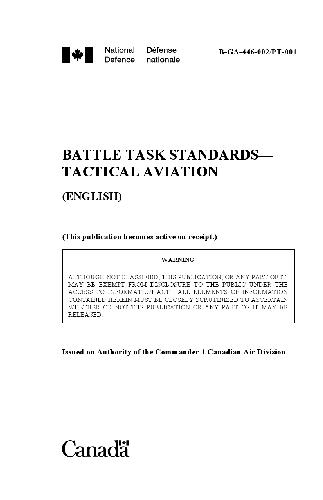 National Défense
Defence nationale
B-GA-446-002/PT-001
BATTLE TASK STANDARDS—
TACTICAL AVIATION
(ENGLISH)
(This publication becomes active on receipt.)
WARNING
ALTHOUGH NOT CLASSIFIED, THIS PUBLICATION, OR ANY PART OF IT
MAY BE EXEMPT FROM DISCLOSURE TO THE PUBLIC UNDER THE
ACCESS TO INFORMATION ACT. ALL ELEMENTS OF INFORMATION
CONTAINED HEREIN MUST BE CLOSELY SCRUTINIZED TO ASCERTAIN
WHETHER OR NOT THE PUBLICATION OR ANY PART OF IT MAY BE
RELEASED.
Issued on Authority of the Commander 1 Canadian Air Division
Canada